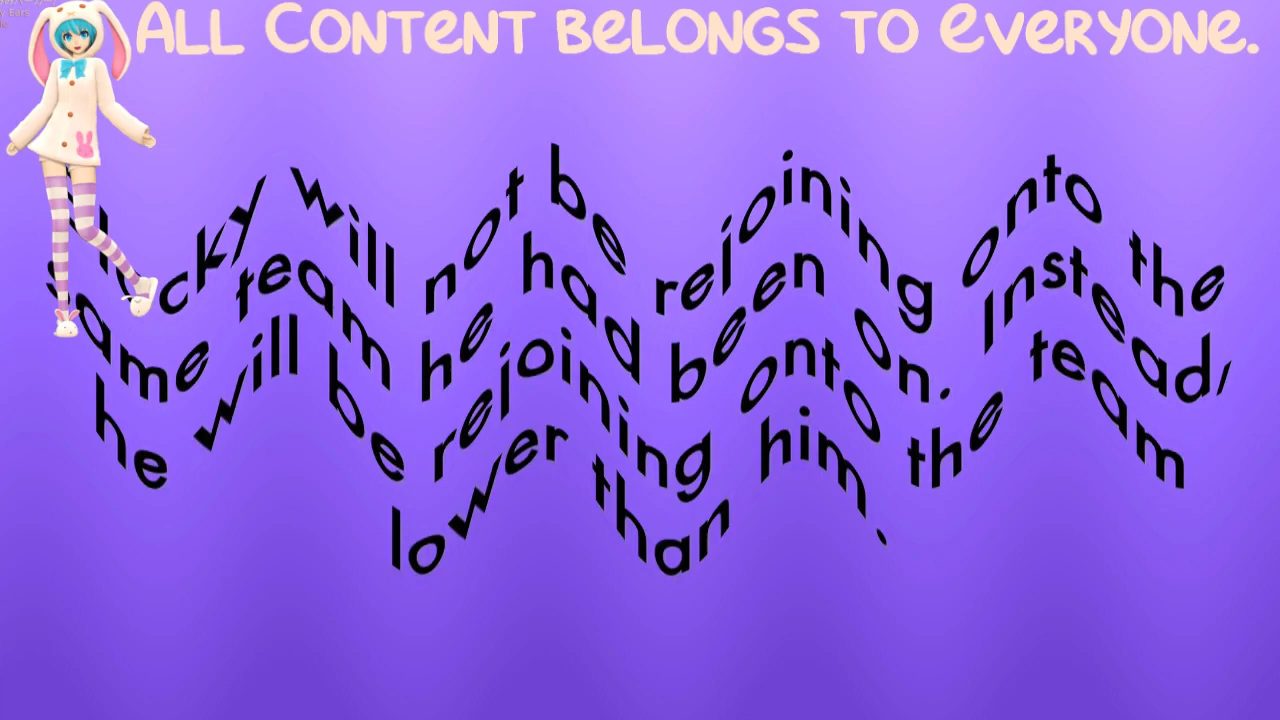 All Content belongs to everyone.
will not be rejoining onto the
same team he had been on. Instead,
he will be rejoining onto the team
lower than him.